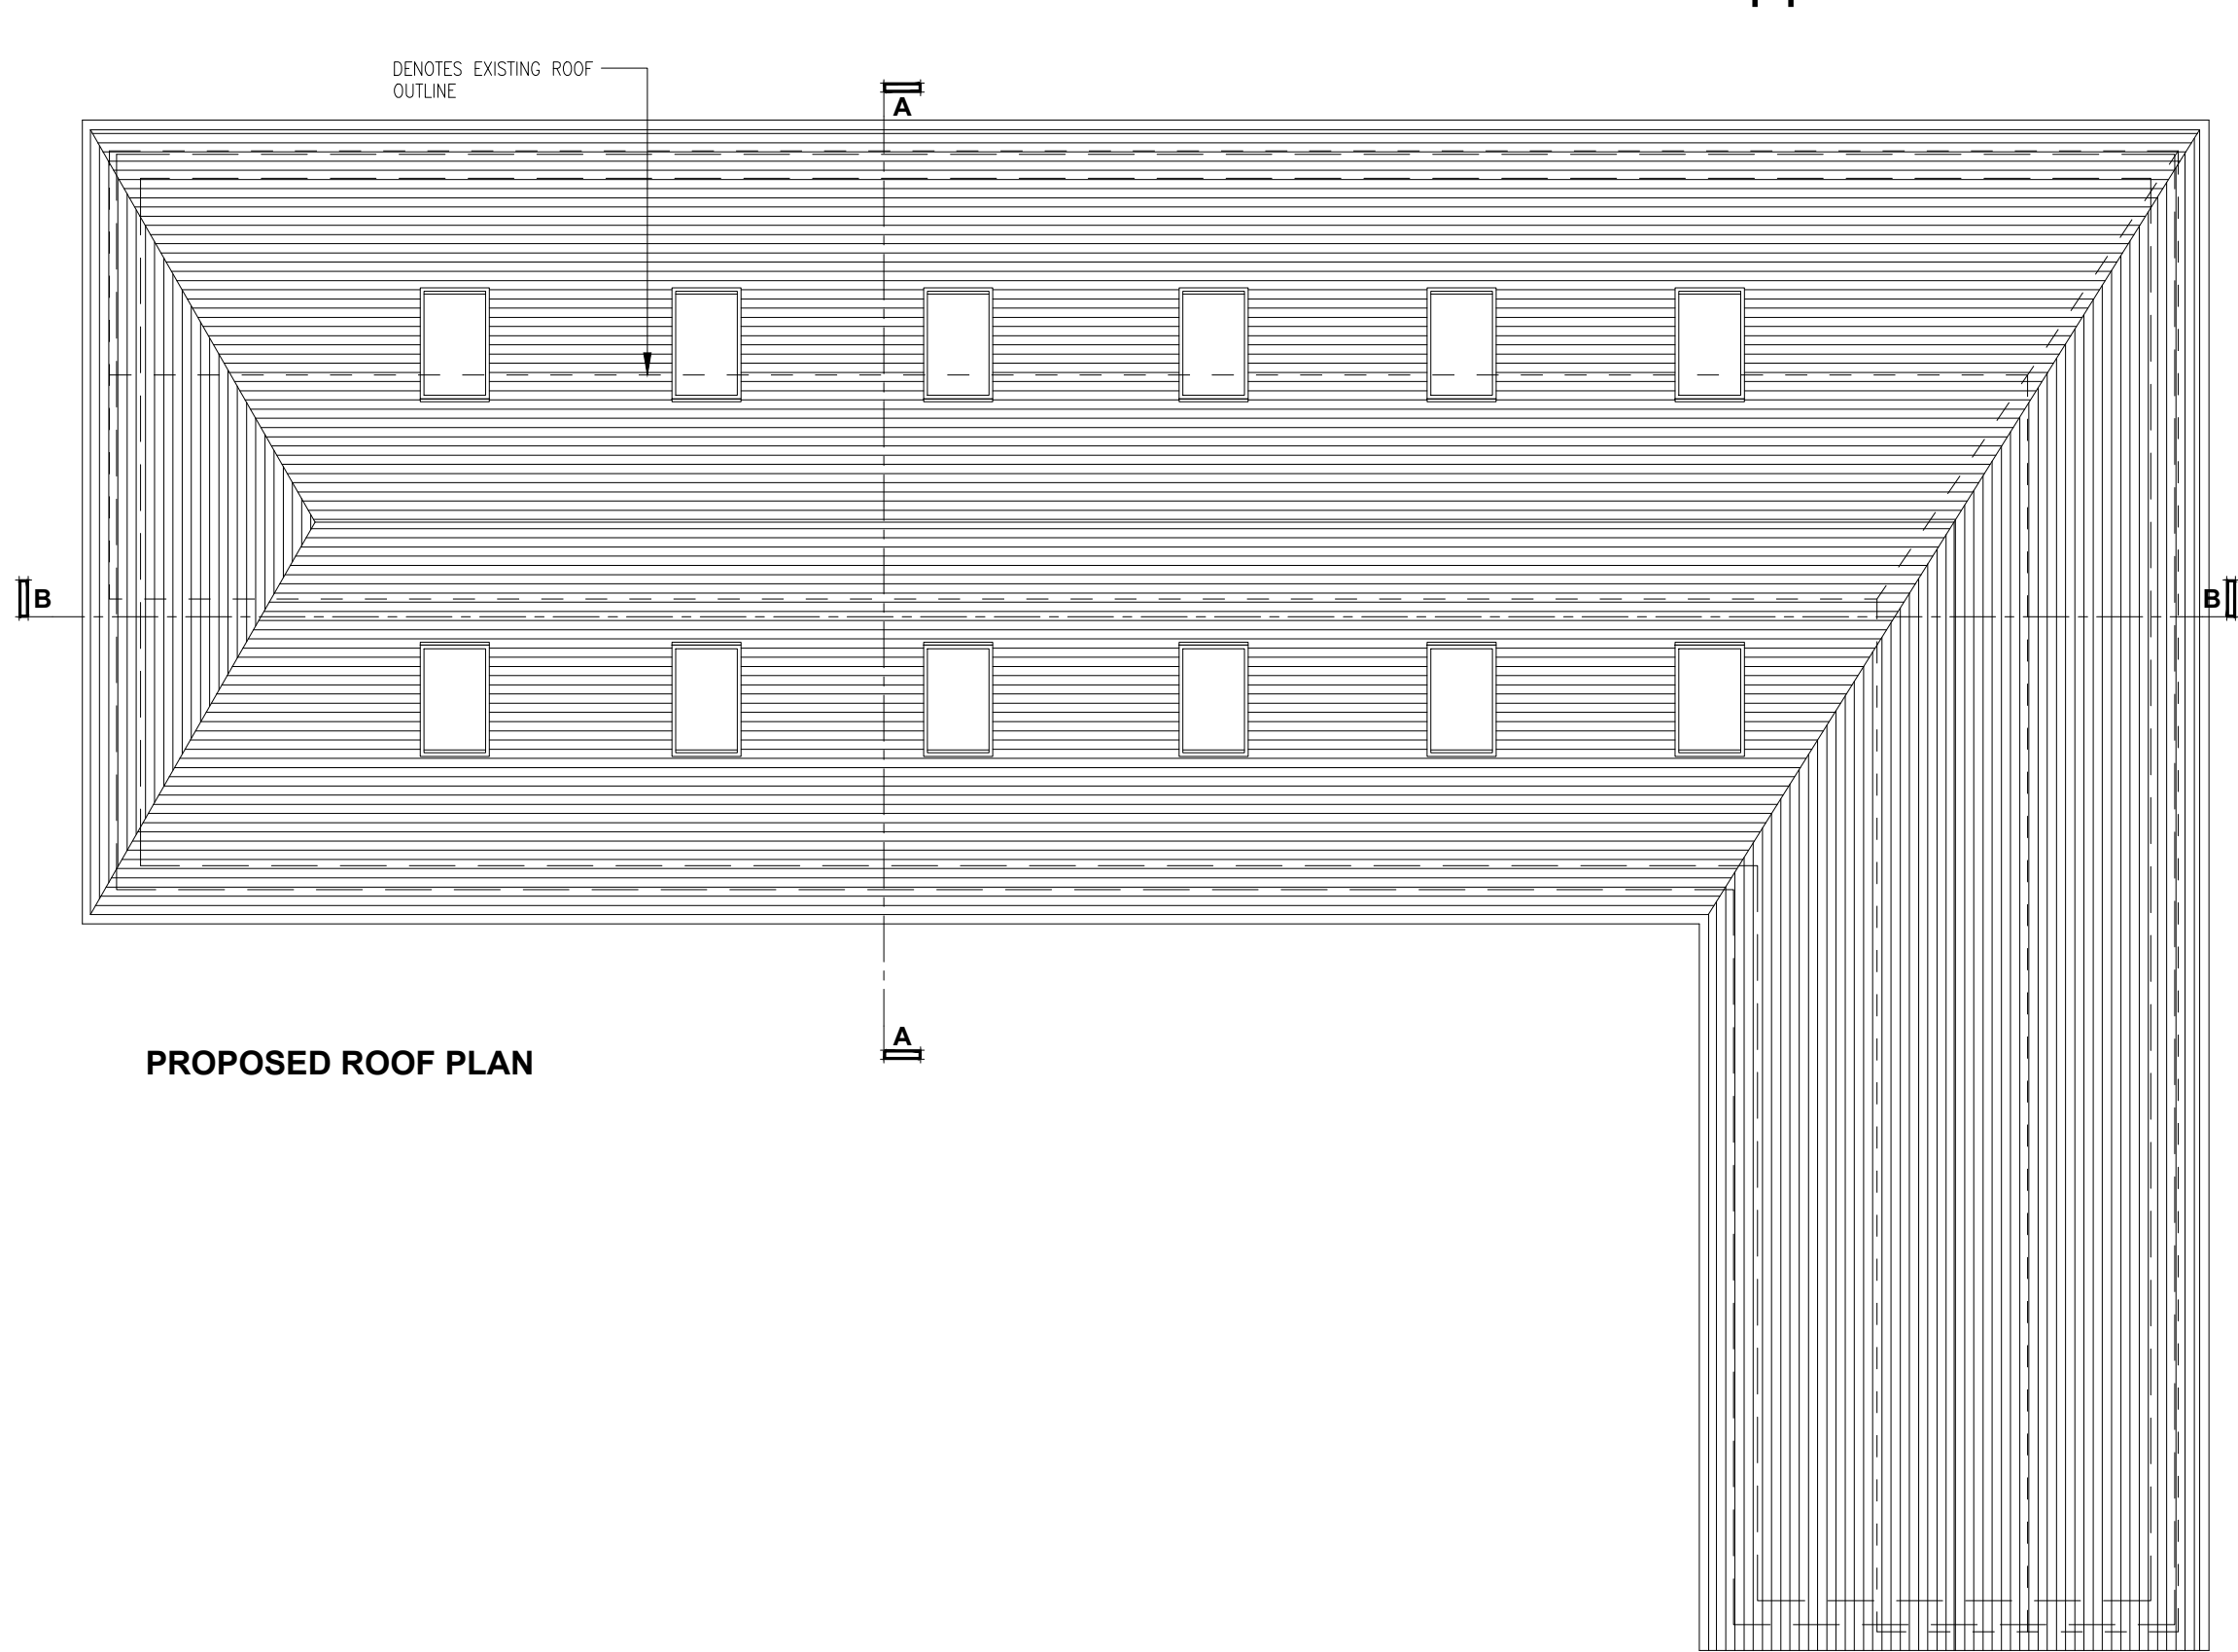 DENOTES EXISTING ROOF
OUTLINE
A
B
B
A
PROPOSED ROOF PLAN